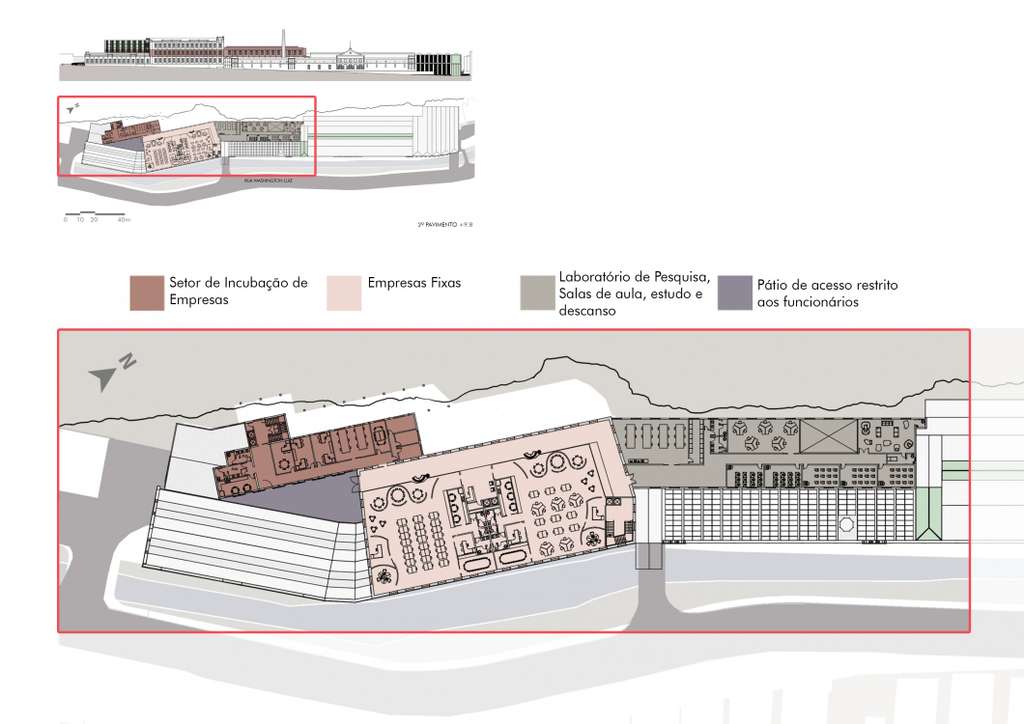 N
RUA WASHINGTON LUIZ
0 10 20 40m
2º PAVIMENTO +9.8
Setor de Incubação de
Empresas
Empresas Fixas
Laboratório de Pesquisa,
Salas de aula, estudo e
descanso
Pátio de acesso restrito
aos funcionários
N